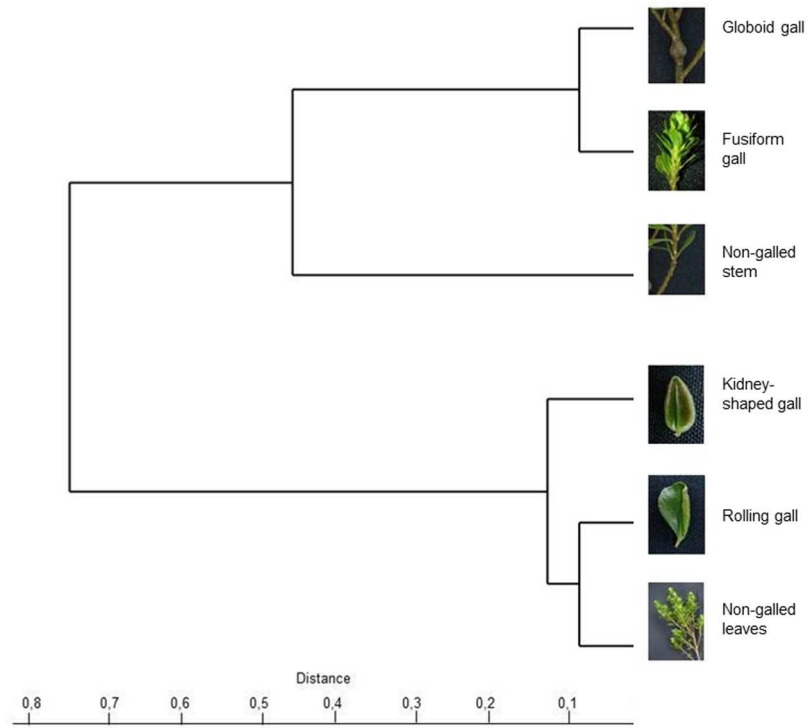 Globoid gall
Fusiform
gall
Non-galled
stem
Kidney-
shaped gall
Rolling gall
Non-galled
leaves
Distance
0,8 0,7 0,6 0,5 0,4 0,3 0,2 0,1